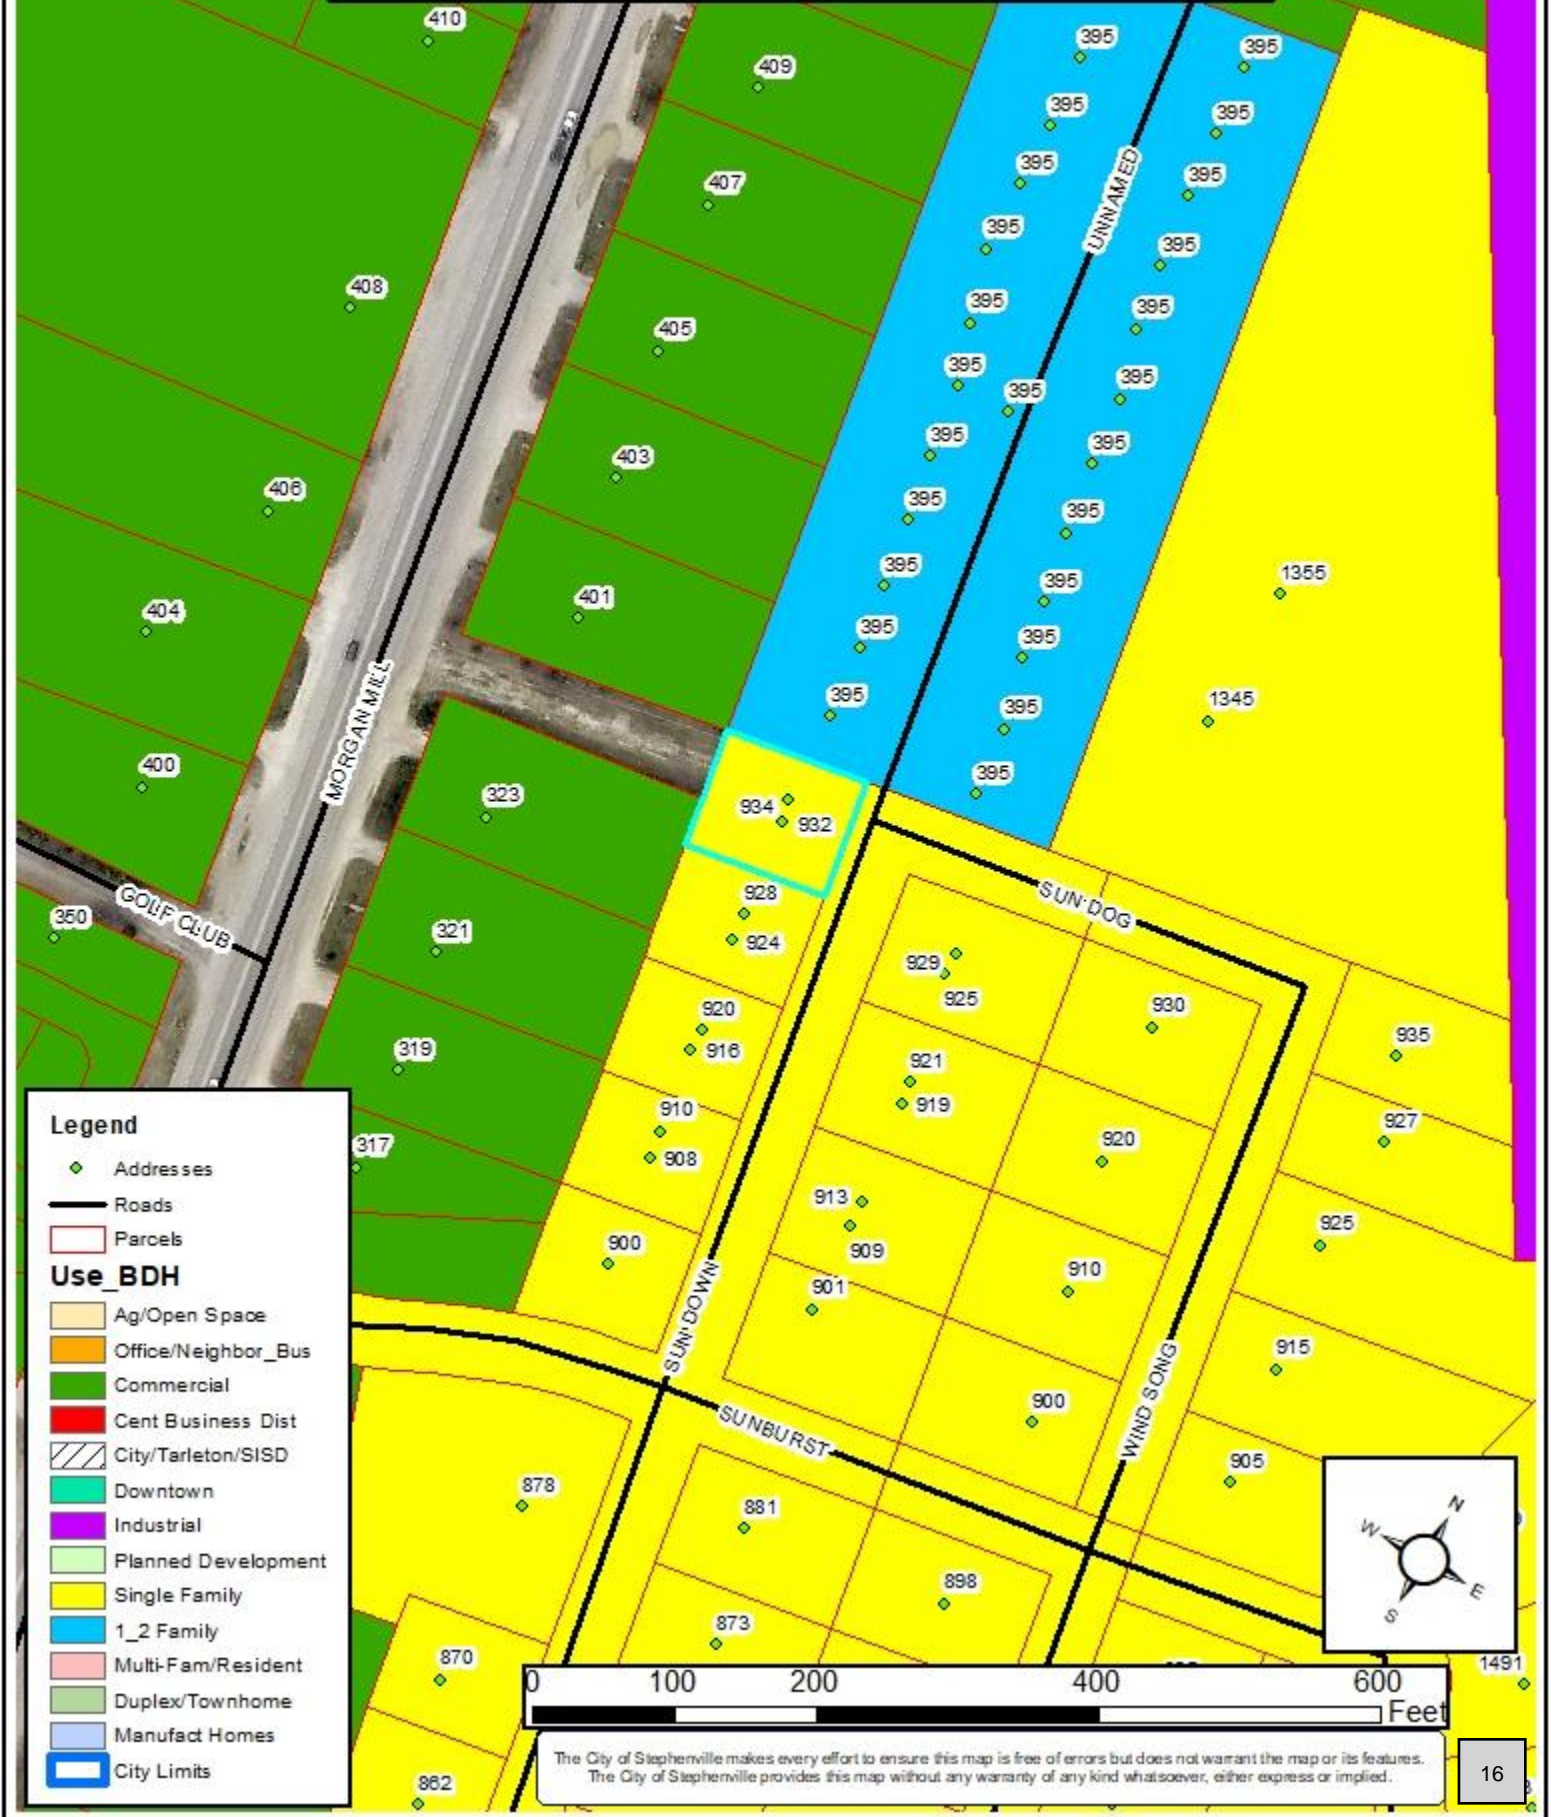 410
409
395
395
395
395
395
407
395
UNNAMED
395
395
408
395
395
405
395
395
395
395
403
395
395
406
395
395
395
1355
401
395
404
395
395
1345
395
395
MORGAN MILL
400
395
323
934
932
SUN DOG
928
GOLF CLUB
350
321
924
929
925
920
930
916
935
319
921
919
910
927
317
908
920
913
925
900
909
910
901
SUN DOWN
915
WIND SONG
900
SUNBURST
905
878
881
898
873
870
862
1491
Legend
Addresses
Roads
Parcels
Use_BDH
Ag/Open Space
Office/Neighbor_Bus
Commercial
Cent Business Dist
City/Tarleton/SISD
Downtown
Industrial
Planned Development
Single Family
1_2 Family
Multi-Fam/Resident
Duplex/Townhome
Manufact Homes
City Limits
N
W
E
S
0 100 200 400 600
Feet
The City of Stephenville makes every effort to ensure this map is free of errors but does not warrant the map or its features.
The City of Stephenville provides this map without any warranty of any kind whatsoever, either express or implied.
16